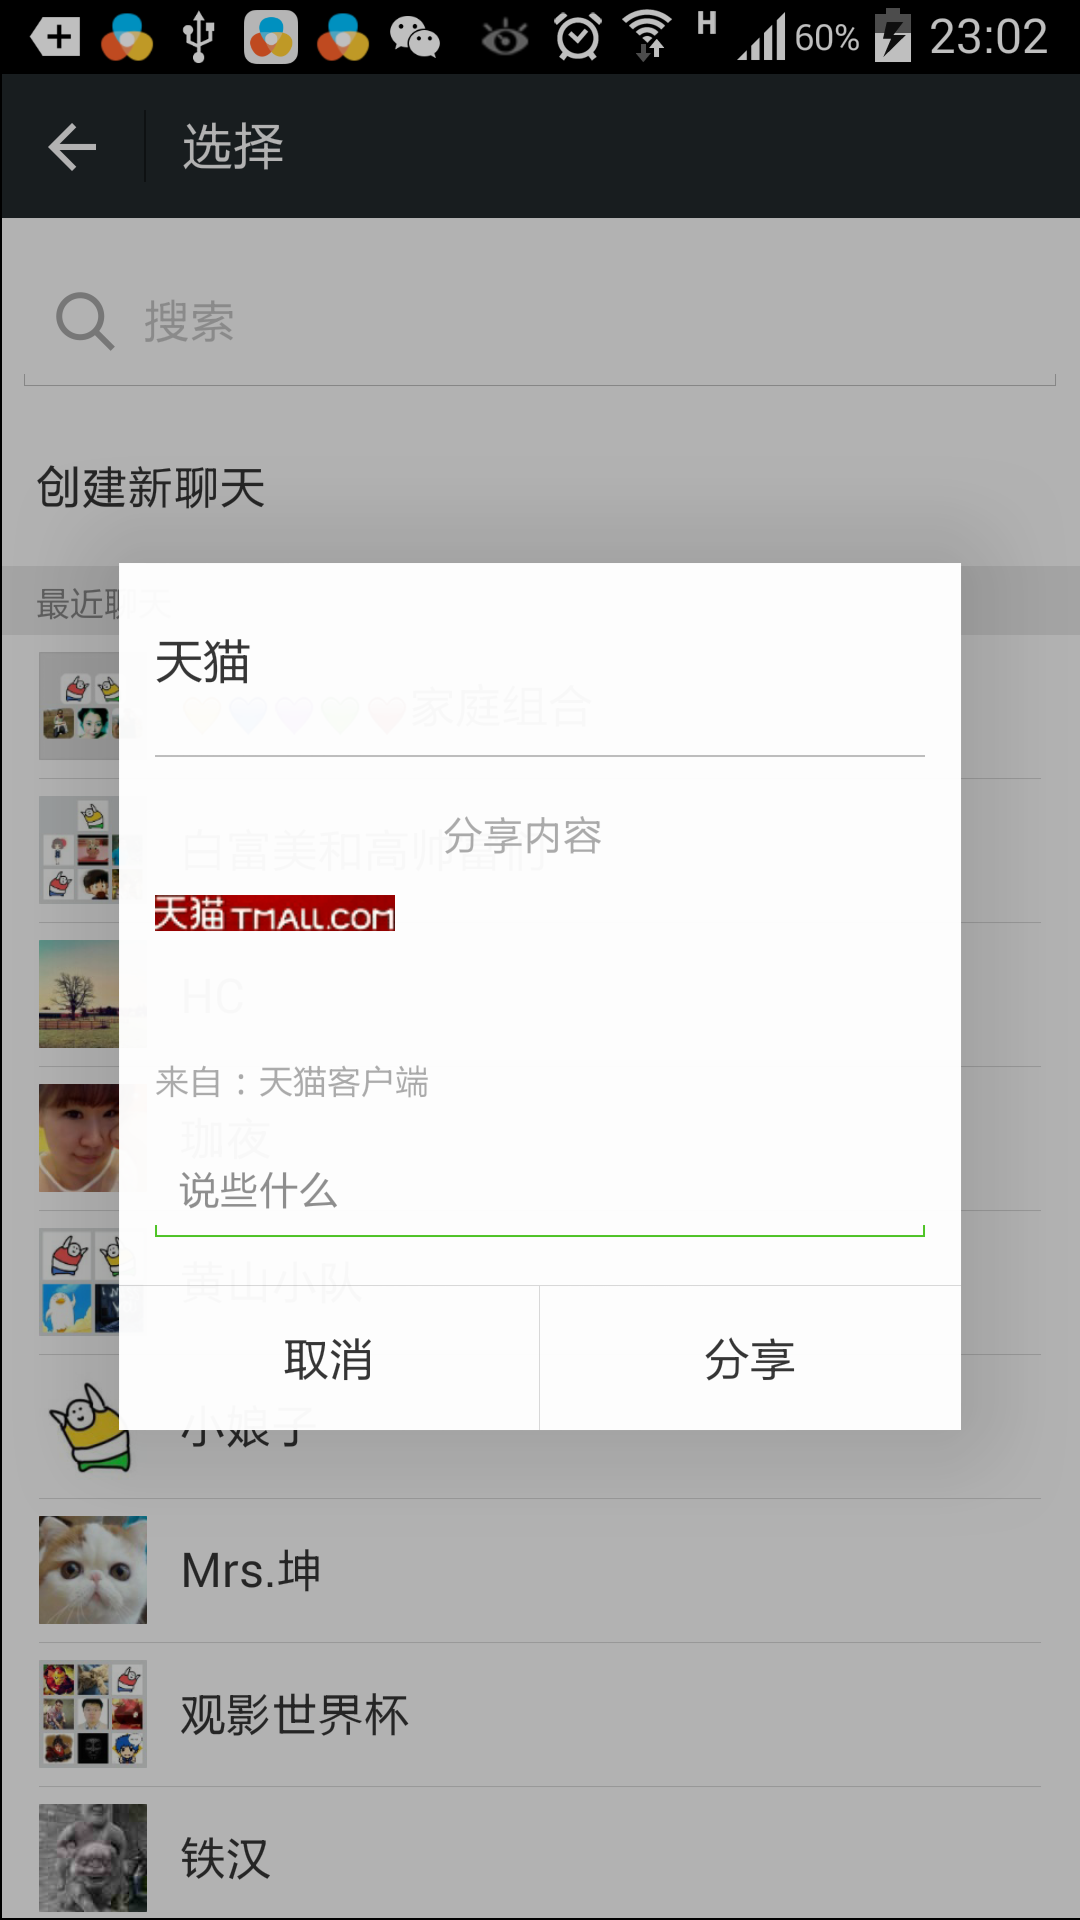 H 60% 23:02
选择
搜索
创建新聊天
最近聊天
天猫
家庭组合
分享内容
白富美和高帅富们
天猫 TMALL.COM
HC
来自：天猫客户端
珈夜
说些什么
黄山小队
取消
分享
小娘子
Mrs.坤
观影世界杯
铁汉